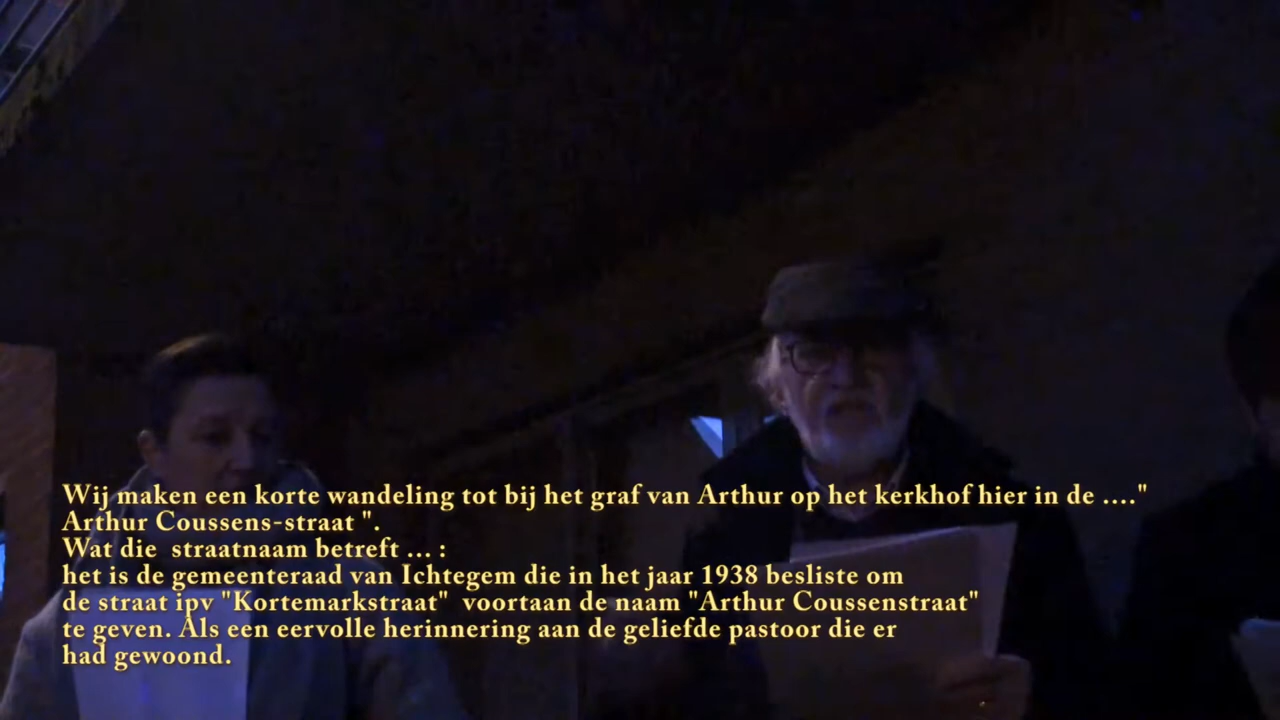 Wij maken een korte wandeling tot bij het graf van Arthur op het kerkhof hier in de ...."
Arthur Coussens-straat ".
Wat die  straatnaam betreft ... :
het is de gemeenteraad van Ichtegem die in het jaar 1938 besliste om
de straat ipv "Kortemarkstraat"  voortaan de naam "Arthur Coussenstraat"
te geven. Als een eervolle herinnering aan de geliefde pastoor die er
had gewoond.